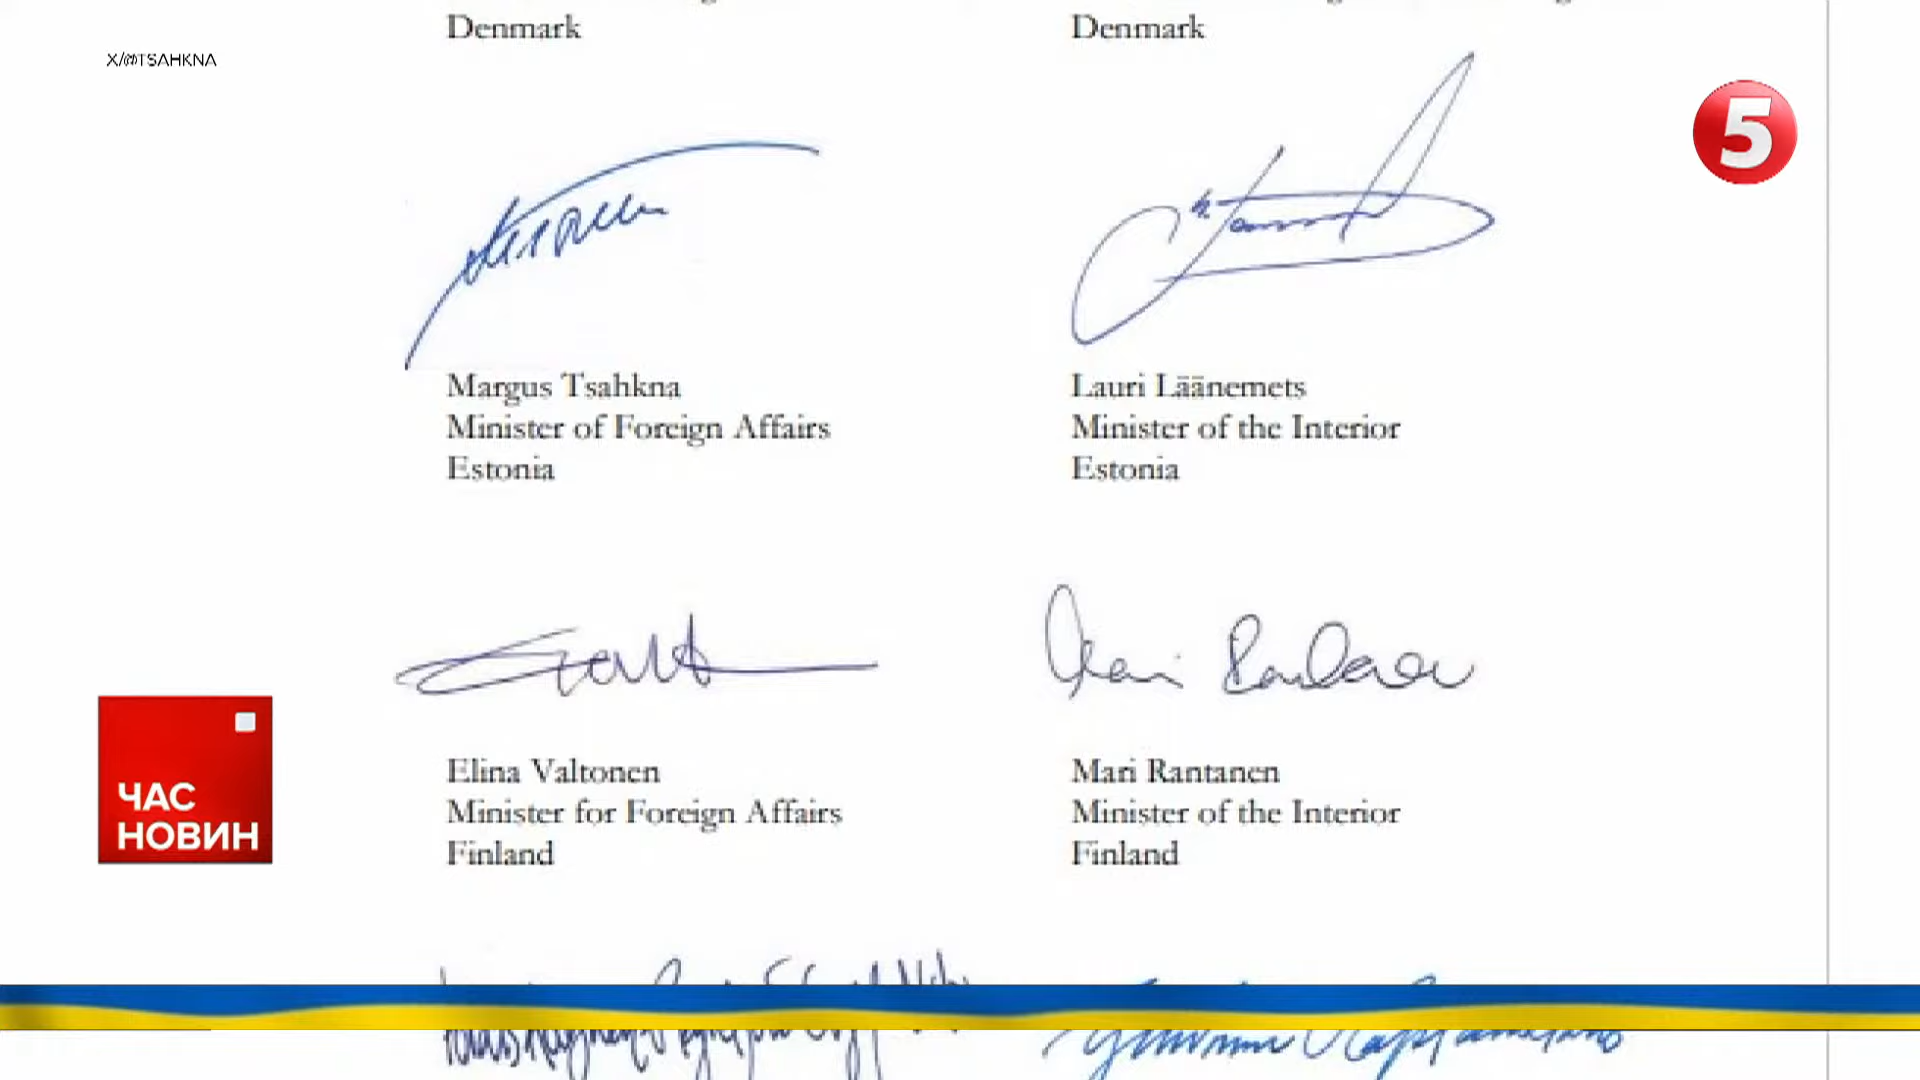 Denmark
Denmark
X/@TSAHKNA
5
Margus Tsahkna
Minister of Foreign Affairs
Estonia
Lauri Läänemets
Minister of the Interior
Estonia
Elina Valtonen
Minister for Foreign Affairs
Finland
Mari Rantanen
Minister of the Interior
Finland
ЧАС
НОВИН